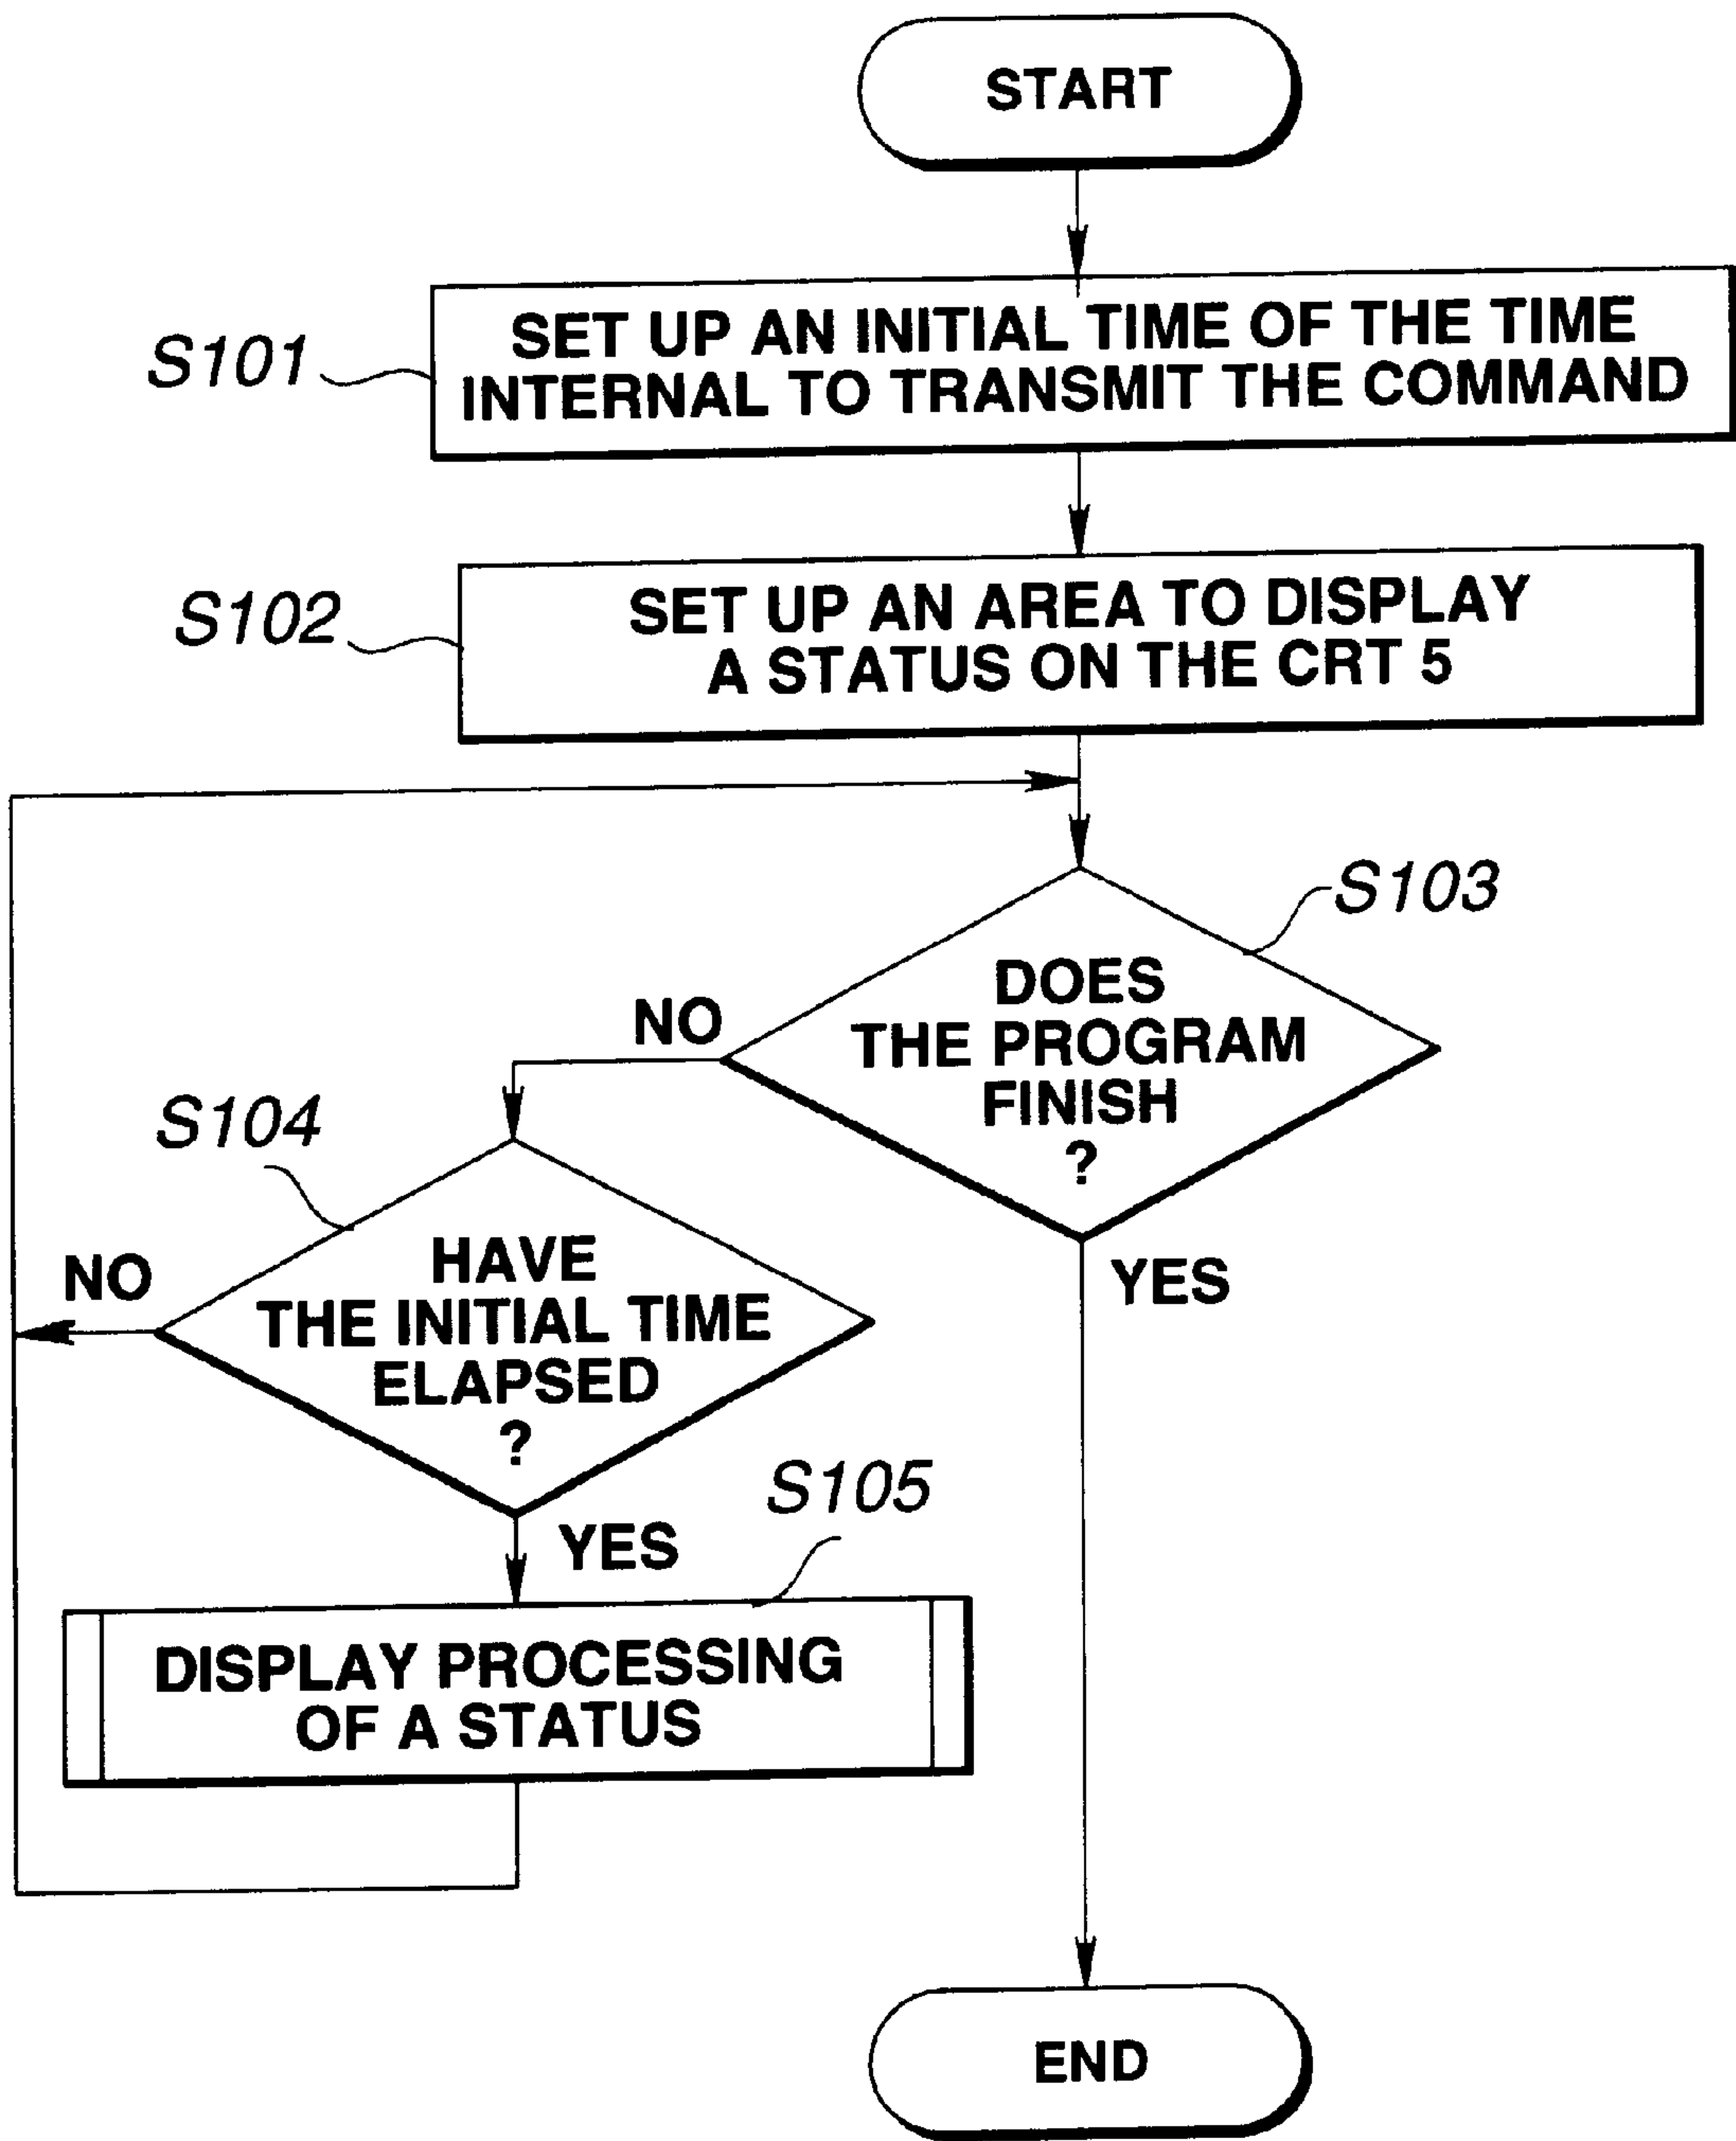 START
S101
SET UP AN INITIAL TIME OF THE TIME
INTERNAL TO TRANSMIT THE COMMAND
S102
SET UP AN AREA TO DISPLAY
A STATUS ON THE CRT 5
S103
DOES
THE PROGRAM
FINISH
?
NO
YES
S104
HAVE
THE INITIAL TIME
ELAPSED
?
NO
YES
S105
DISPLAY PROCESSING
OF A STATUS
END